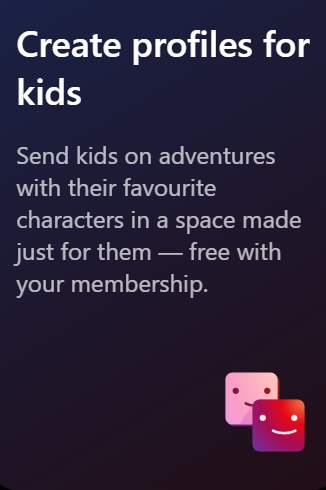 Create profiles for
kids
Send kids on adventures
with their favourite
characters in a space made
just for them — free with
your membership.